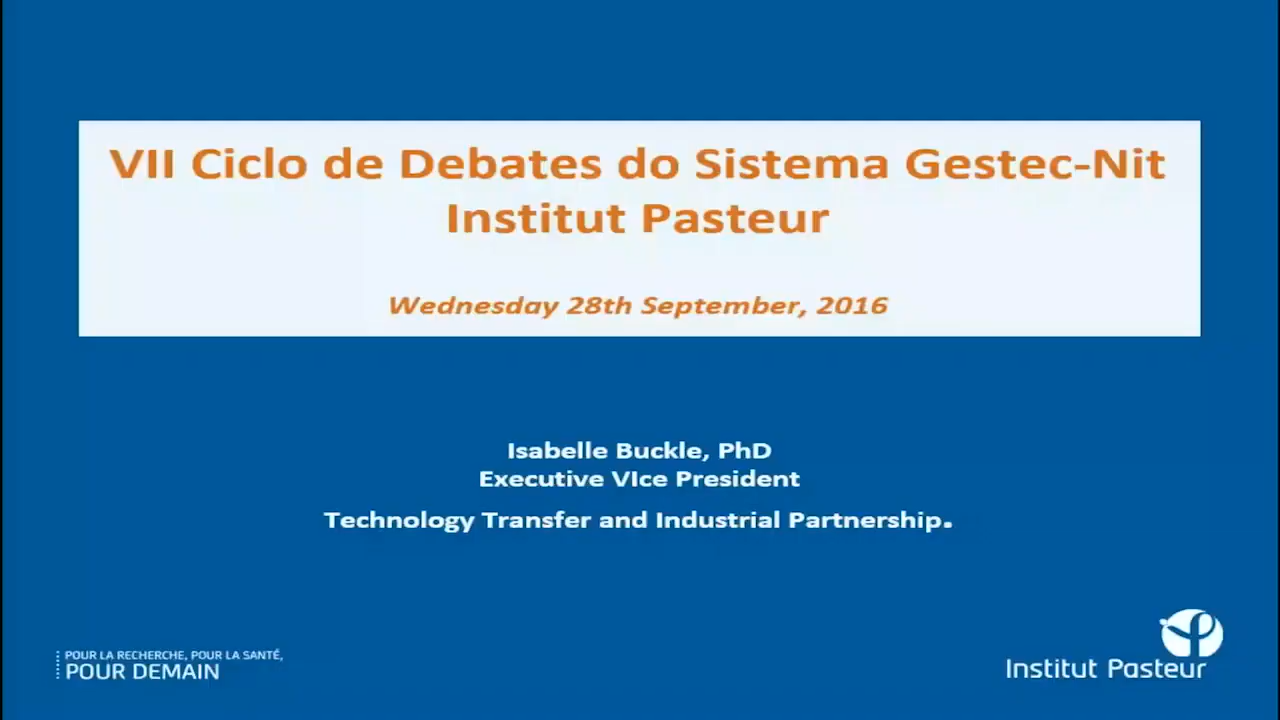 VII Ciclo de Debates do Sistema Gestec-Nit
Institut Pasteur
Wednesday 28th September, 2016
Isabelle Buckle, PhD
Executive VIce President
Technology Transfer and Industrial Partnership.
POUR LA RECHERCHE, POUR LA SANTÉ,
POUR DEMAIN
Institut Pasteur